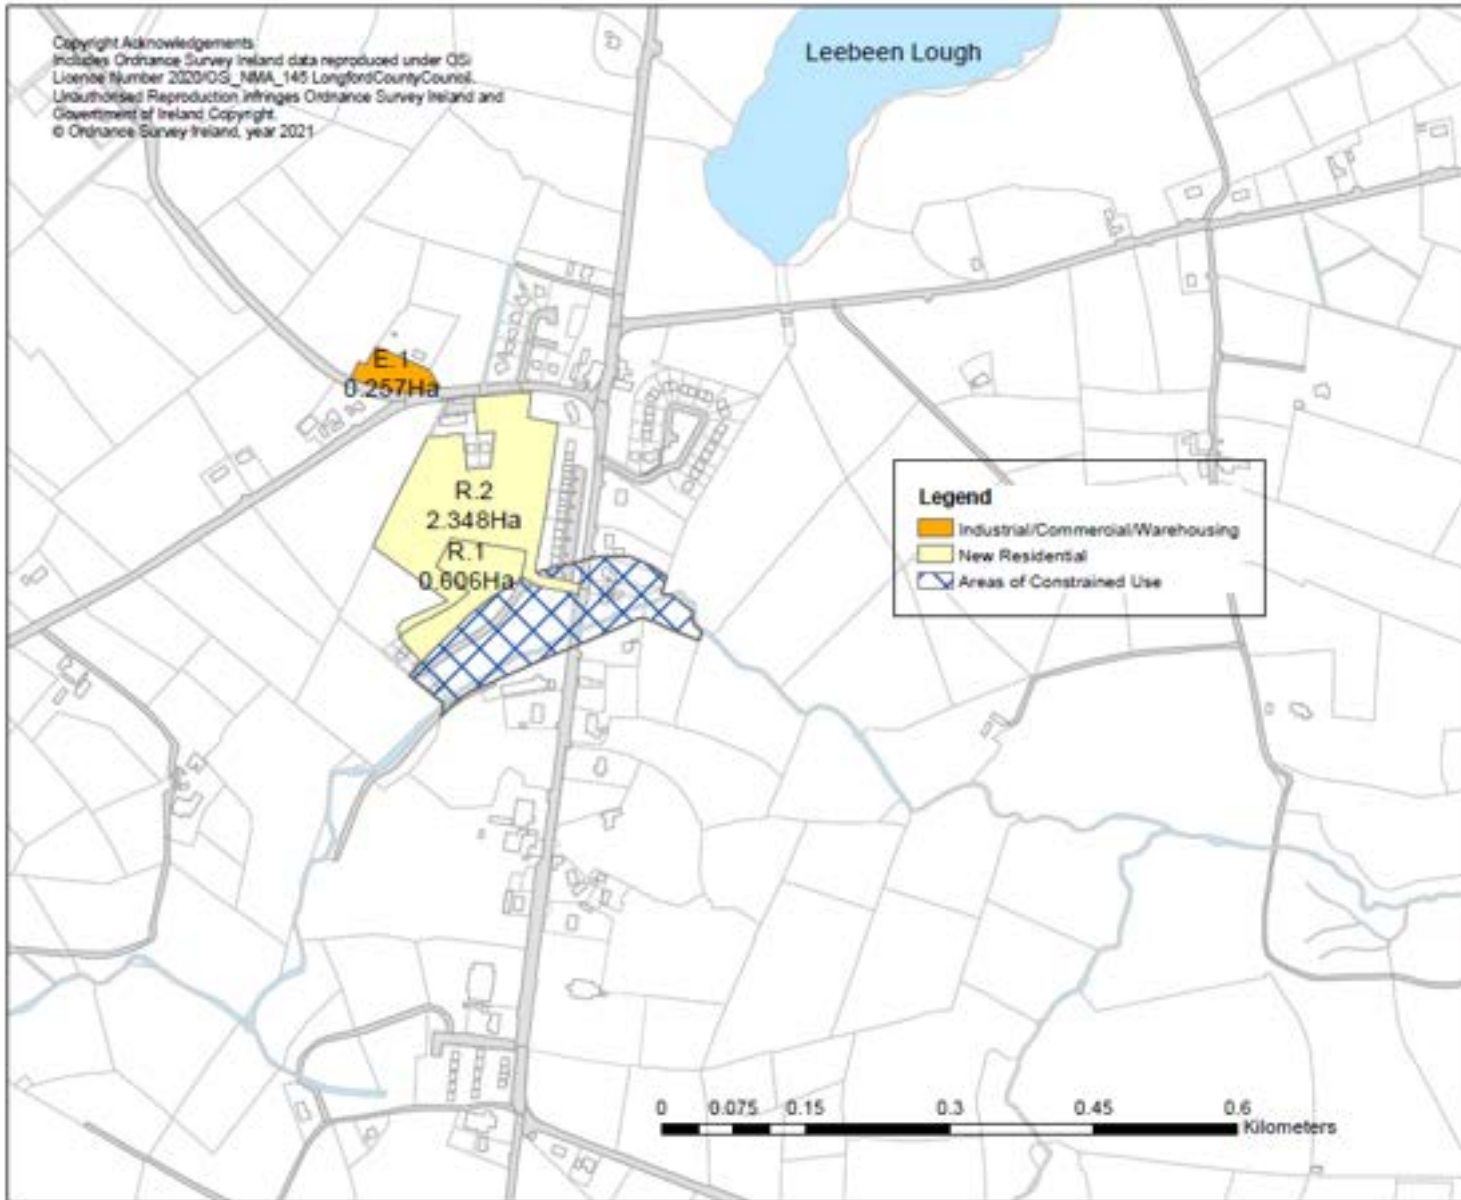 Copyright Acknowledgements
Includes Ordnance Survey Ireland data reproduced under OSi
License Number 2020/OSi_NMA_145 LongfordCountyCouncil.
Unauthorised Reproduction infringes Ordnance Survey Ireland and
Government of Ireland Copyright.
© Ordnance Survey Ireland, year 2021
Leebeen Lough
E.1
0.257Ha
R.2
2.348Ha
R.1
0.606Ha
Legend
Industrial/Commercial/Warehousing
New Residential
Areas of Constrained Use
0 0.075 0.15 0.3 0.45 0.6
Kilometers